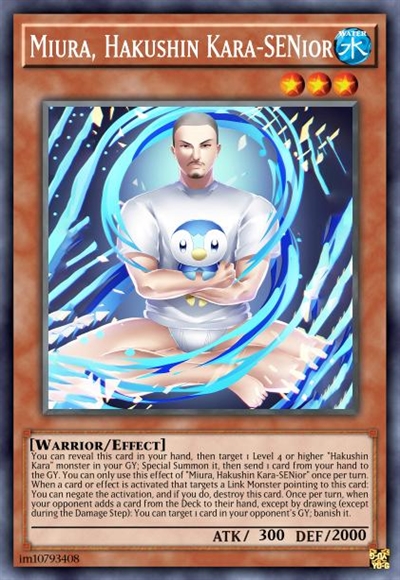 Miura, Hakushin Kara-SENior
WATER
水
[Warrior/Effect]
You can reveal this card in your hand, then target 1 Level 4 or higher "Hakushin
Kara" monster in your GY; Special Summon it, then send 1 card from your hand to
the GY. You can only use this effect of "Miura, Hakushin Kara-SENior" once per turn.
When a card or effect is activated that targets a Link Monster pointing to this card:
You can negate the activation, and if you do, destroy this card. Once per turn, when
your opponent adds a card from the Deck to their hand, except by drawing (except
during the Damage Step): You can target 1 card in your opponent's GY; banish it.
ATK/ 300 DEF/2000
im10793408